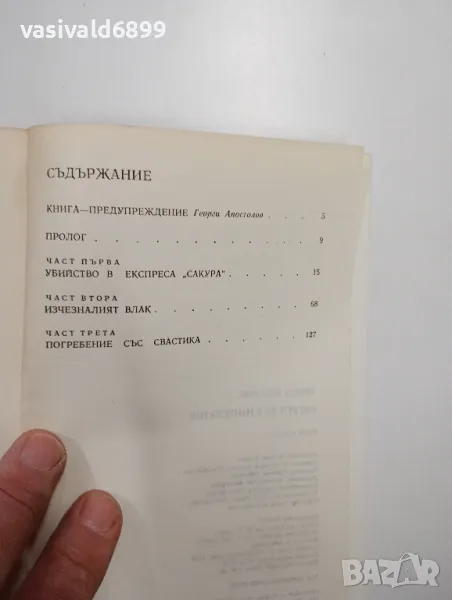 vasivald6899
СЪДЪРЖАНИЕ
КНИГА—ПРЕДУПРЕЖДЕНИЕ Георги Апостолов . . . . 5
ПРОЛОГ . . . . . . . . . . . . 9
ЧАСТ ПЪРВА
УБИЙСТВО В ЕКСПРЕСА „САКУРА“ . . . . . . 15
ЧАСТ ВТОРА
ИЗЧЕЗНАЛИЯТ ВЛАК . . . . . . . . . 68
ЧАСТ ТРЕТА
ПОГРЕБЕНИЕ СЪС СВАСТИКА . . . . . . . 127
BAZAR